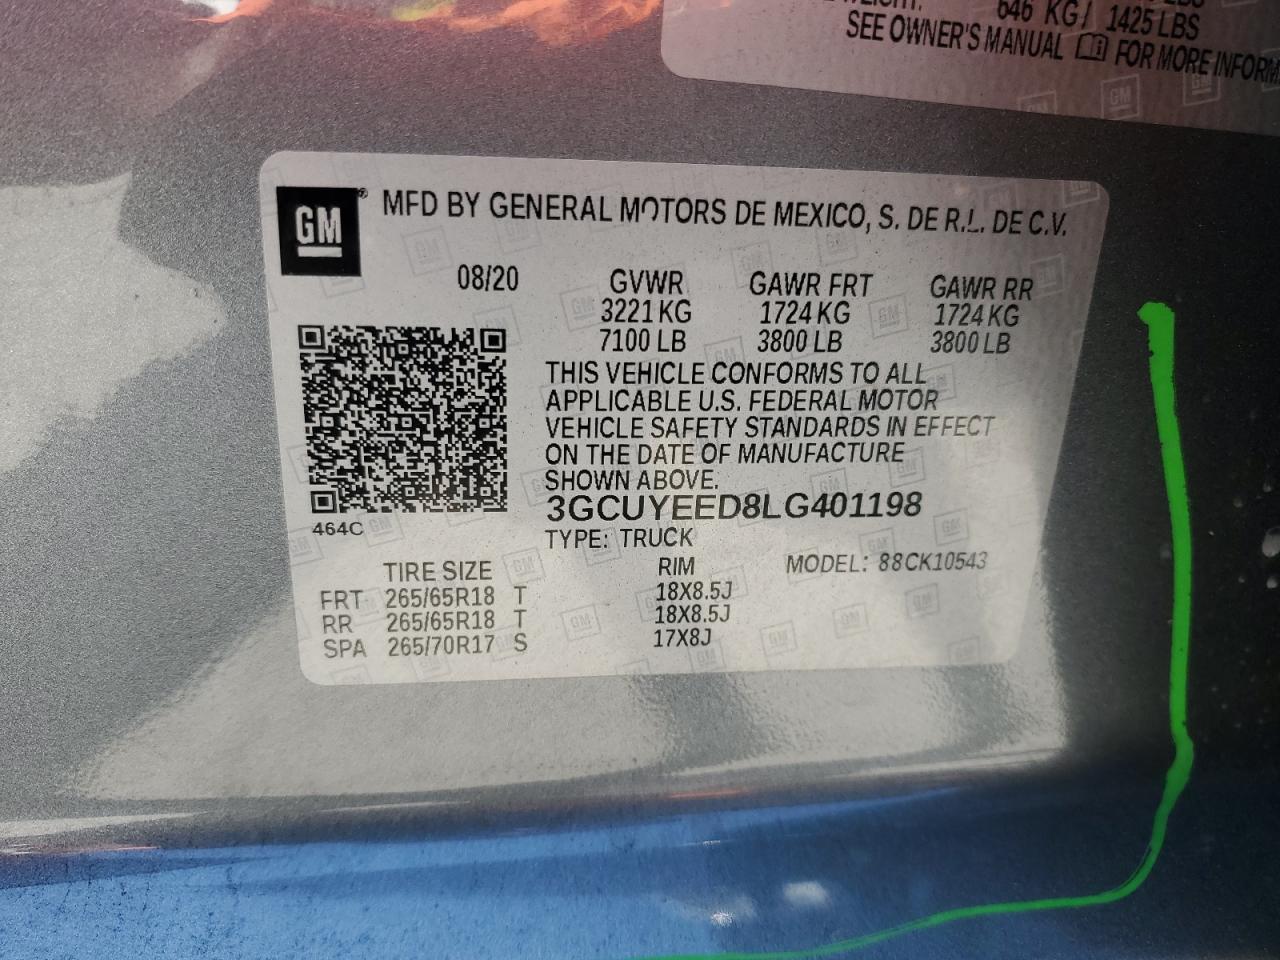 646 KG / 1425 LBS
SEE OWNER'S MANUAL FOR MORE
GM
MFD BY GENERAL MOTORS DE MEXICO, S. DE R.L. DE C.V.
08/20 GVWR GAWR FRT GAWR RR
3221 KG 1724 KG 1724 KG
7100 LB 3800 LB 3800 LB
THIS VEHICLE CONFORMS TO ALL
APPLICABLE U.S. FEDERAL MOTOR
VEHICLE SAFETY STANDARDS IN EFFECT
ON THE DATE OF MANUFACTURE
SHOWN ABOVE.
3GCUYEED8LG401198
464C
TYPE: TRUCK
TIRE SIZE RIM MODEL: 88CK10543
FRT 265/65R18 T 18X8.5J
RR 265/65R18 T 18X8.5J
SPA 265/70R17 S 17X8J